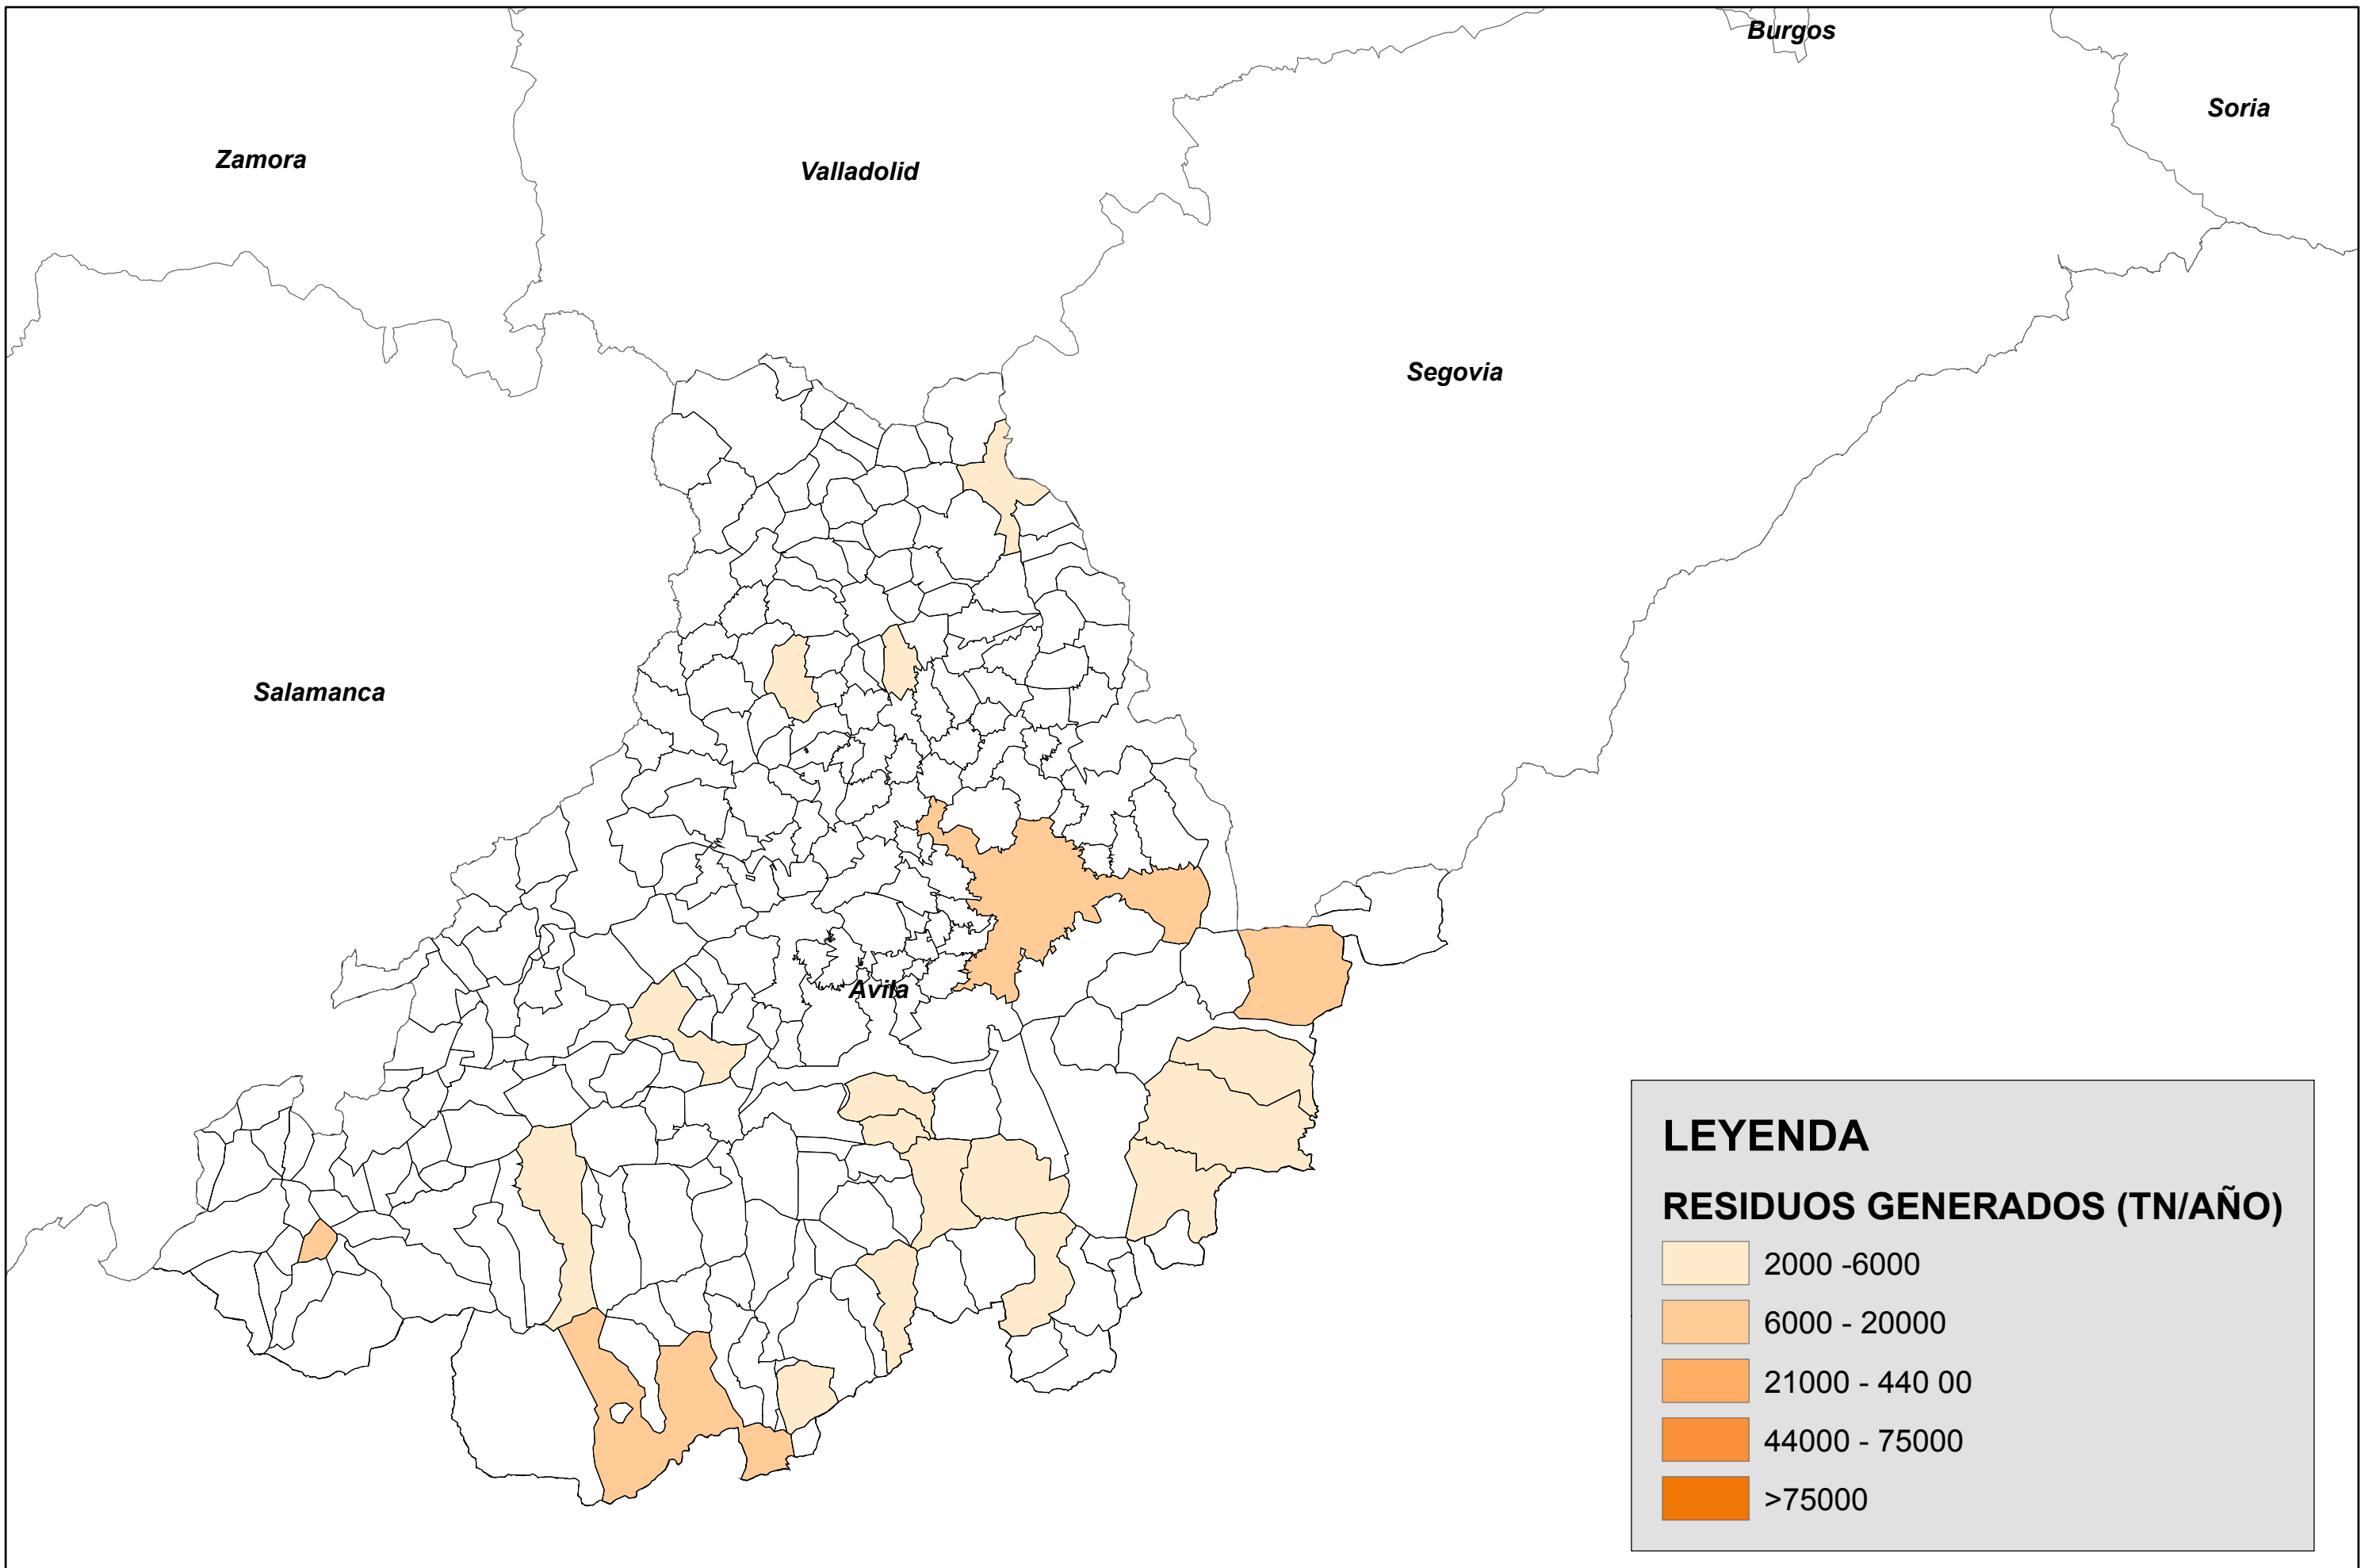 Burgos
Soria
Zamora
Valladolid
Segovia
Salamanca
Avila
LEYENDA
RESIDUOS GENERADOS (TN/AÑO)
2000 -6000
6000 - 20000
21000 - 440 00
44000 - 75000
>75000